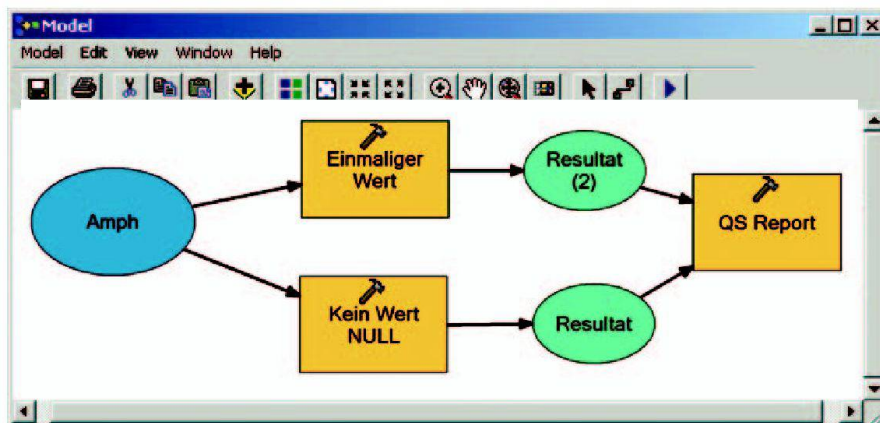 Model
Model Edit View Window Help
Einmaliger
Wert
Resultat
(2)
Amph
QS Report
Kein Wert
NULL
Resultat